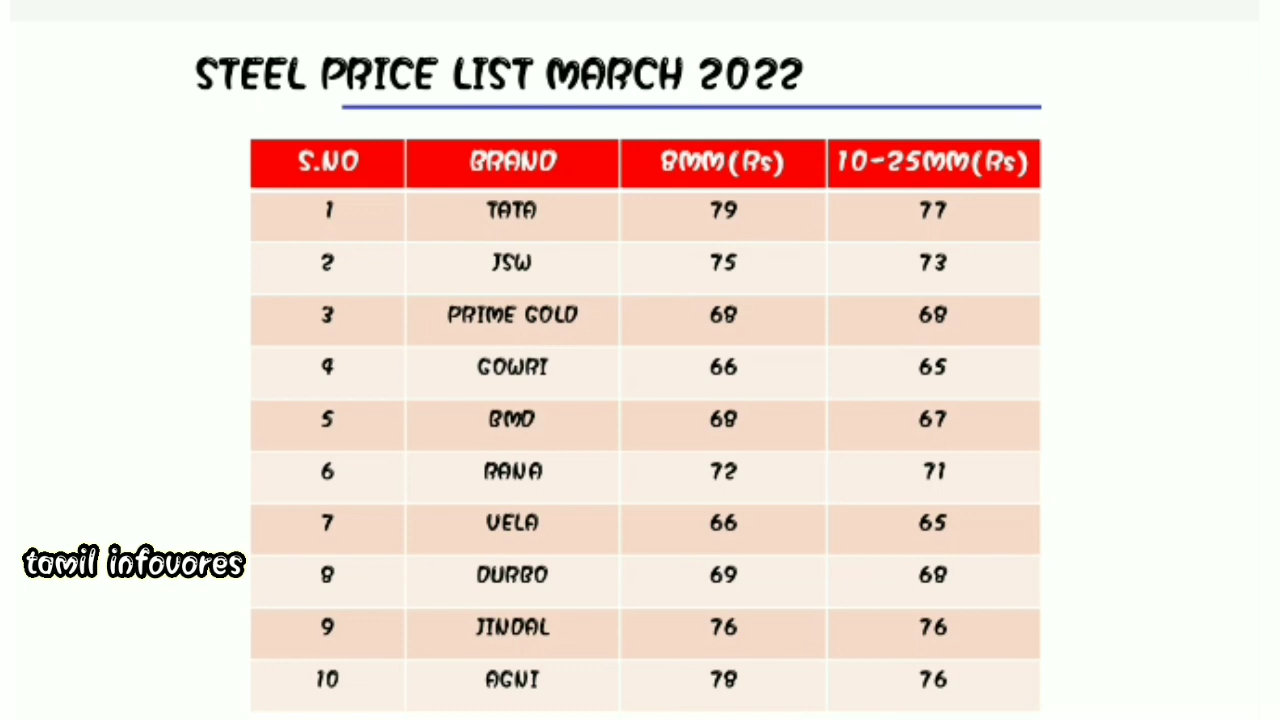 STEEL PRICE LIST MARCH 2022
S.NO BRAND 8MM(Rs) 10-25MM(Rs)
1 TATA 79 77
2 JSW 75 73
3 PRIME GOLD 68 68
4 GOWRI 66 65
5 BMD 68 67
6 RANA 72 71
7 VELA 66 65
tamil infovores
8 DURBO 69 68
9 JINDAL 76 76
10 AGNI 78 76